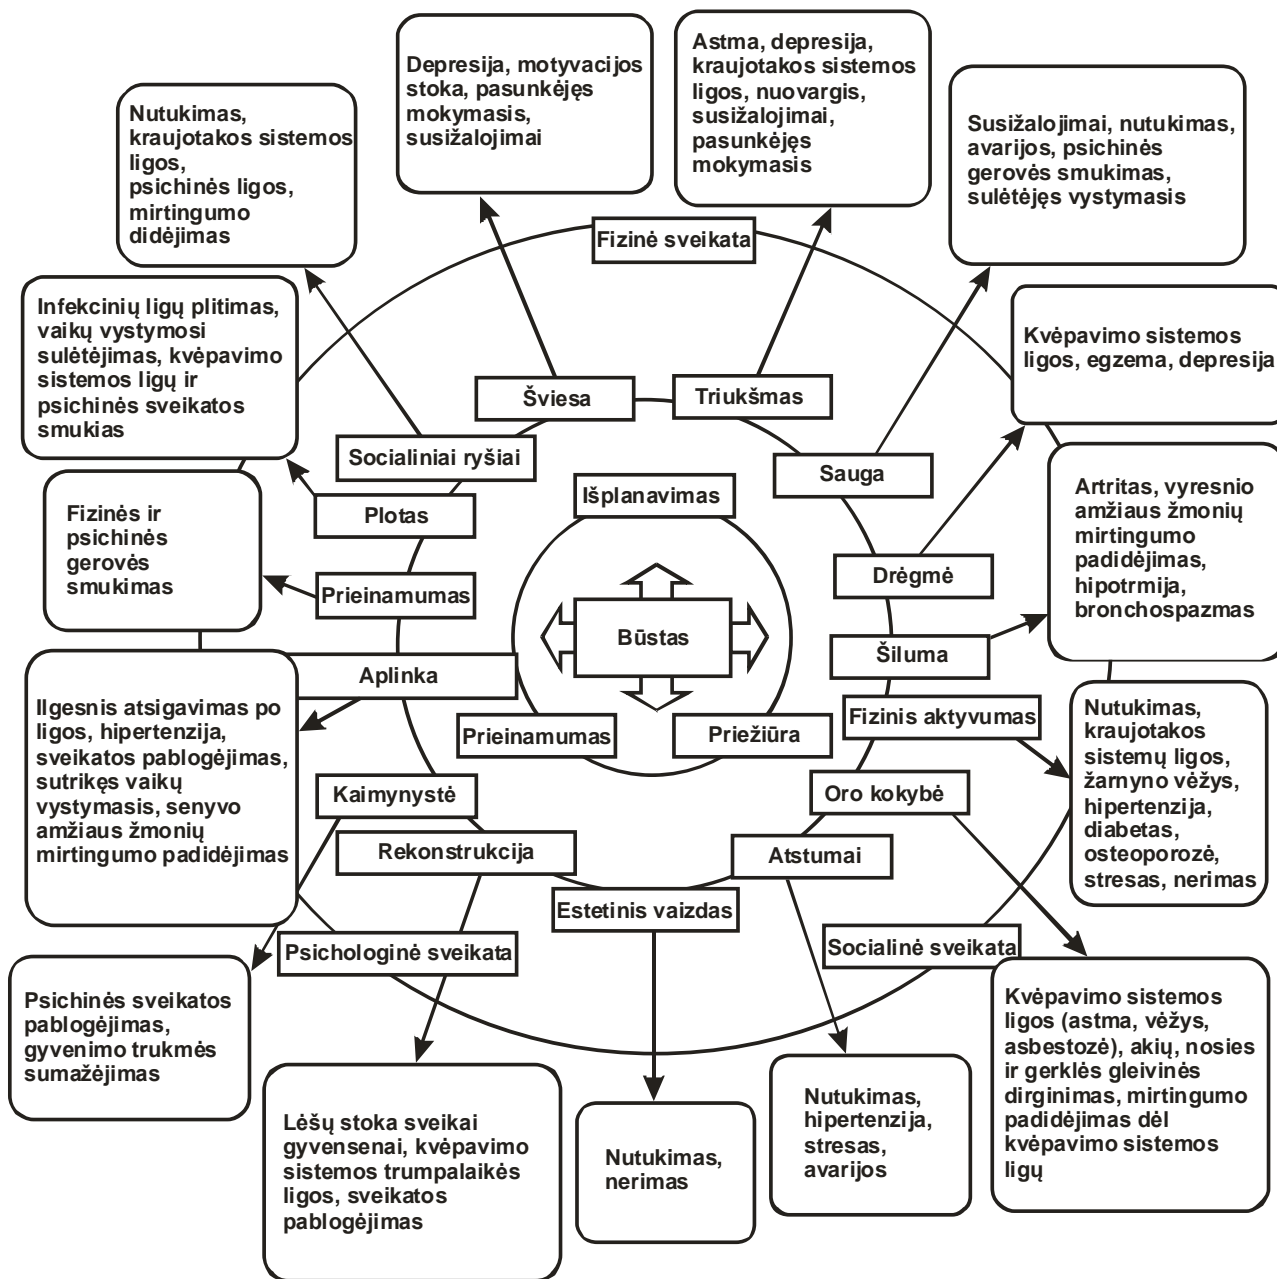 Depresija, motyvacijos
stoka, pasunkėjęs
mokymasis,
susižalojimai
Astma, depresija,
kraujotakos sistemos
ligos, nuovargis,
susižalojimai,
pasunkėjęs
mokymasis
Nutukimas,
kraujotakos sistemos
ligos,
psichinės ligos,
mirtingumo
didėjimas
Susižalojimai, nutukimas,
avarijos, psichinės
gerovės smukimas,
sulėtėjęs vystymasis
Fizinė sveikata
Infekcinių ligų plitimas,
vaikų vystymosi
sulėtėjimas, kvėpavimo
sistemos ligų ir
psichinės sveikatos
smukias
Kvėpavimo sistemos
ligos, egzema, depresija
Šviesa
Triukšmas
Socialiniai ryšiai
Sauga
Išplanavimas
Plotas
Artritas, vyresnio
amžiaus žmonių
mirtingumo
padidėjimas,
hipotrmija,
bronchospazmas
Fizinės ir
psichinės
gerovės
smukimas
Drėgmė
Prieinamumas
Būstas
Šiluma
Aplinka
Ilgesnis atsigavimas po
ligos, hipertenzija,
sveikatos pablogėjimas,
sutrikęs vaikų
vystymasis, senyvo
amžiaus žmonių
mirtingumo padidėjimas
Fizinis aktyvumas
Prieinamumas
Priežiūra
Nutukimas,
kraujotakos
sistemų ligos,
žarnyno vėžys,
hipertenzija,
diabetas,
osteoporozė,
stresas, nerimas
Kaimynystė
Oro kokybė
Rekonstrukcija
Atstumai
Estetinis vaizdas
Psichologinė sveikata
Socialinė sveikata
Psichinės sveikatos
pablogėjimas,
gyvenimo trukmės
sumažėjimas
Kvėpavimo sistemos
ligos (astma, vėžys,
asbestozė), akių, nosies
ir gerklės gleivinės
dirginimas, mirtingumo
padidėjimas dėl
kvėpavimo sistemos
ligų
Lėšų stoka sveikai
gyvensenai, kvėpavimo
sistemos trumpalaikės
ligos, sveikatos
pablogėjimas
Nutukimas,
nerimas
Nutukimas,
hipertenzija,
stresas,
avarijos